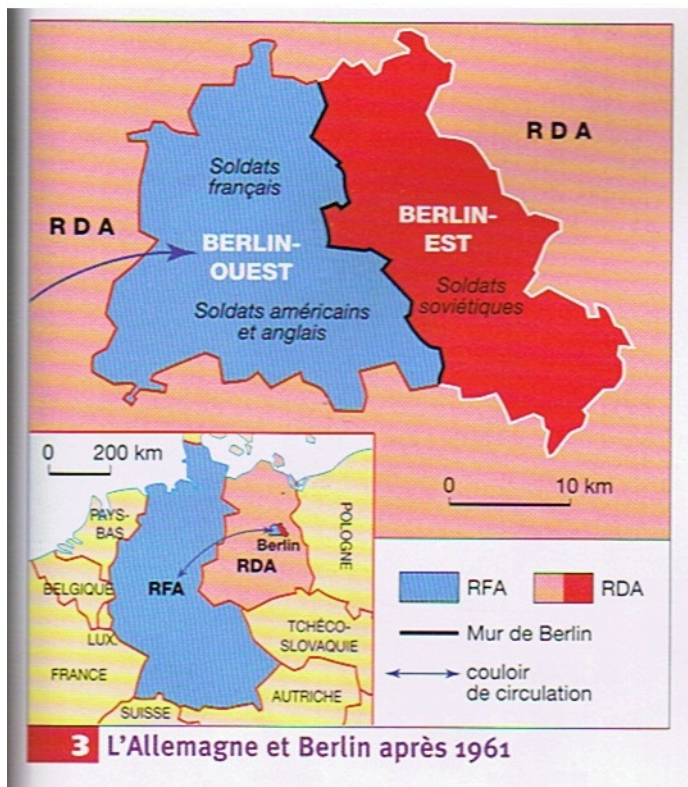 RDA
Soldats
français
RDA
BERLIN-
OUEST
BERLIN-
EST
Soldats
soviétiques
Soldats américains
et anglais
0 200 km
0 10 km
PAYS-
BAS
POLOGNE
Berlin
RDA
RFA
BELGIQUE
LUX.
TCHÉCO-
SLOVAQUIE
FRANCE
AUTRICHE
SUISSE
RFA
RDA
Mur de Berlin
couloir
de circulation
3 L'Allemagne et Berlin après 1961